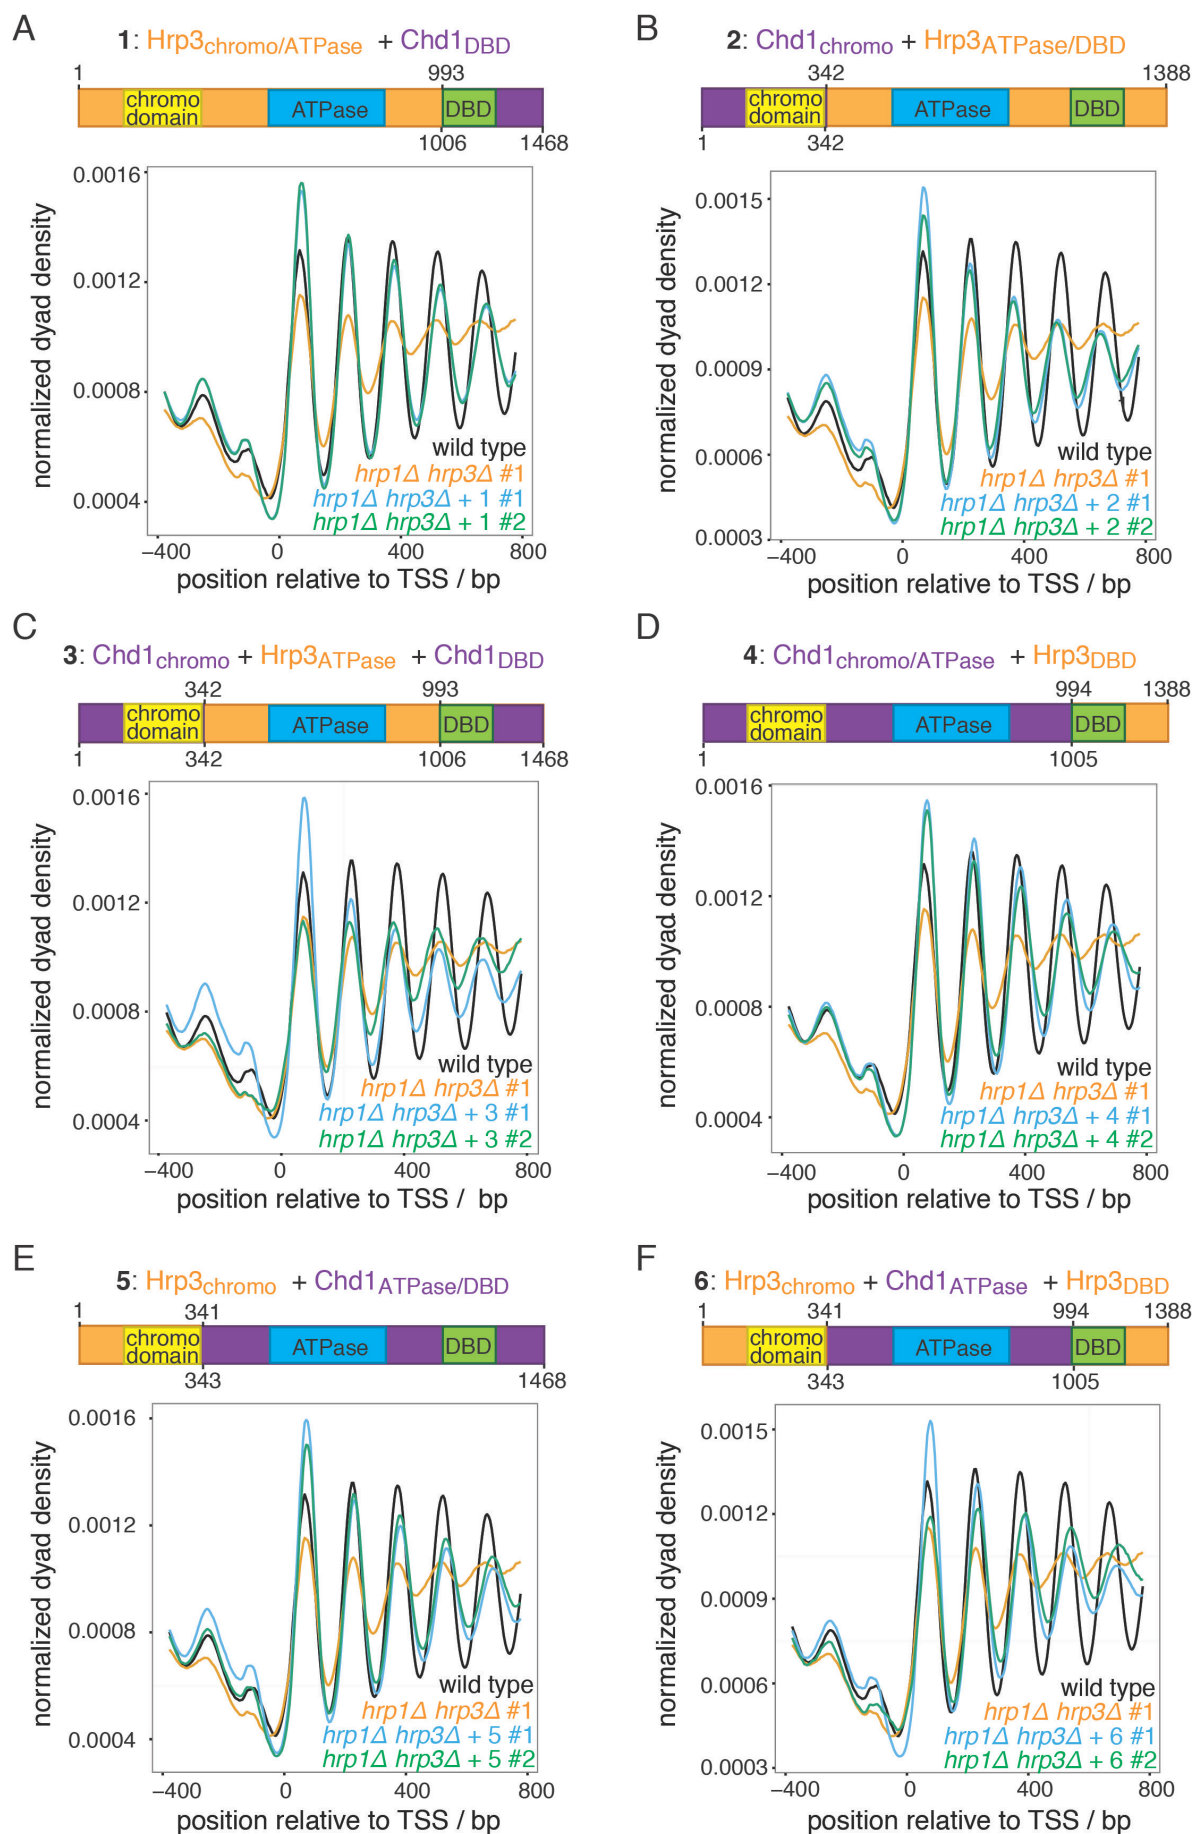 A
1: Hrp3chromo/ATPase + Chd1DBD
1 993
chromo domain ATPase DBD
1006 1468
normalized dyad density
0.0016
0.0012
0.0008
0.0004
wild type
hrp1Δ hrp3Δ #1
hrp1Δ hrp3Δ + 1 #1
hrp1Δ hrp3Δ + 1 #2
−400 0 400 800
position relative to TSS / bp
B
2: Chd1chromo + Hrp3ATPase/DBD
342 1388
chromo domain ATPase DBD
1 342
normalized dyad density
0.0015
0.0012
0.0009
0.0006
0.0003
wild type
hrp1Δ hrp3Δ #1
hrp1Δ hrp3Δ + 2 #1
hrp1Δ hrp3Δ + 2 #2
−400 0 400 800
position relative to TSS / bp
C
3: Chd1chromo + Hrp3ATPase + Chd1DBD
342 993
chromo domain ATPase DBD
1 342 1006 1468
normalized dyad density
0.0016
0.0012
0.0008
0.0004
wild type
hrp1Δ hrp3Δ #1
hrp1Δ hrp3Δ + 3 #1
hrp1Δ hrp3Δ + 3 #2
−400 0 400 800
position relative to TSS / bp
D
4: Chd1chromo/ATPase + Hrp3DBD
994 1388
chromo domain ATPase DBD
1 1005
normalized dyad density
0.0016
0.0012
0.0008
0.0004
wild type
hrp1Δ hrp3Δ #1
hrp1Δ hrp3Δ + 4 #1
hrp1Δ hrp3Δ + 4 #2
−400 0 400 800
position relative to TSS / bp
E
5: Hrp3chromo + Chd1ATPase/DBD
1 341
chromo domain ATPase DBD
343 1468
normalized dyad density
0.0016
0.0012
0.0008
0.0004
wild type
hrp1Δ hrp3Δ #1
hrp1Δ hrp3Δ + 5 #1
hrp1Δ hrp3Δ + 5 #2
−400 0 400 800
position relative to TSS / bp
F
6: Hrp3chromo + Chd1ATPase + Hrp3DBD
1 341 994 1388
chromo domain ATPase DBD
343 1005
normalized dyad density
0.0015
0.0012
0.0009
0.0006
0.0003
wild type
hrp1Δ hrp3Δ #1
hrp1Δ hrp3Δ + 6 #1
hrp1Δ hrp3Δ + 6 #2
−400 0 400 800
position relative to TSS / bp